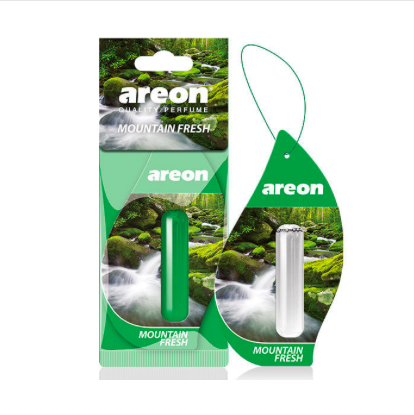 areon
QUALITY PERFUME
MOUNTAIN FRESH
areon
MOUNTAIN
FRESH
areon
MOUNTAIN
FRESH